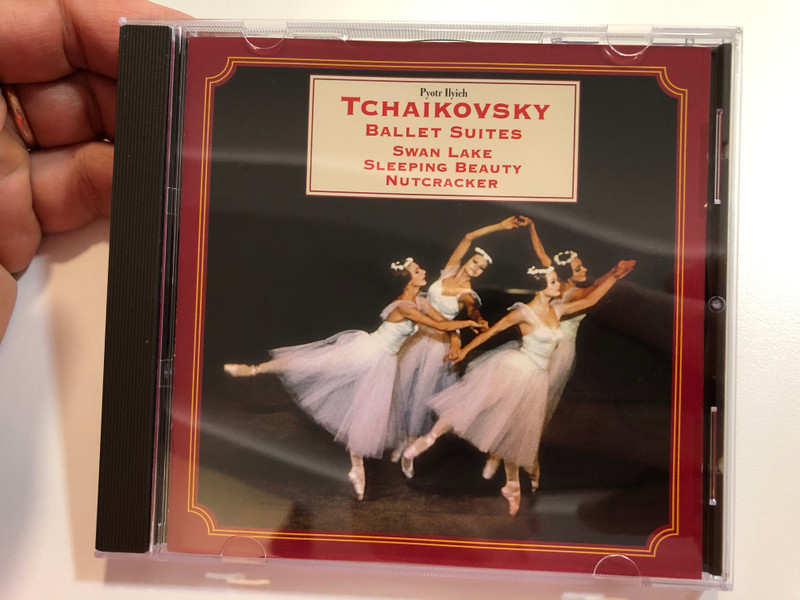 Pyotr Ilyich
TCHAIKOVSKY
BALLET SUITES
SWAN LAKE
SLEEPING BEAUTY
NUTCRACKER